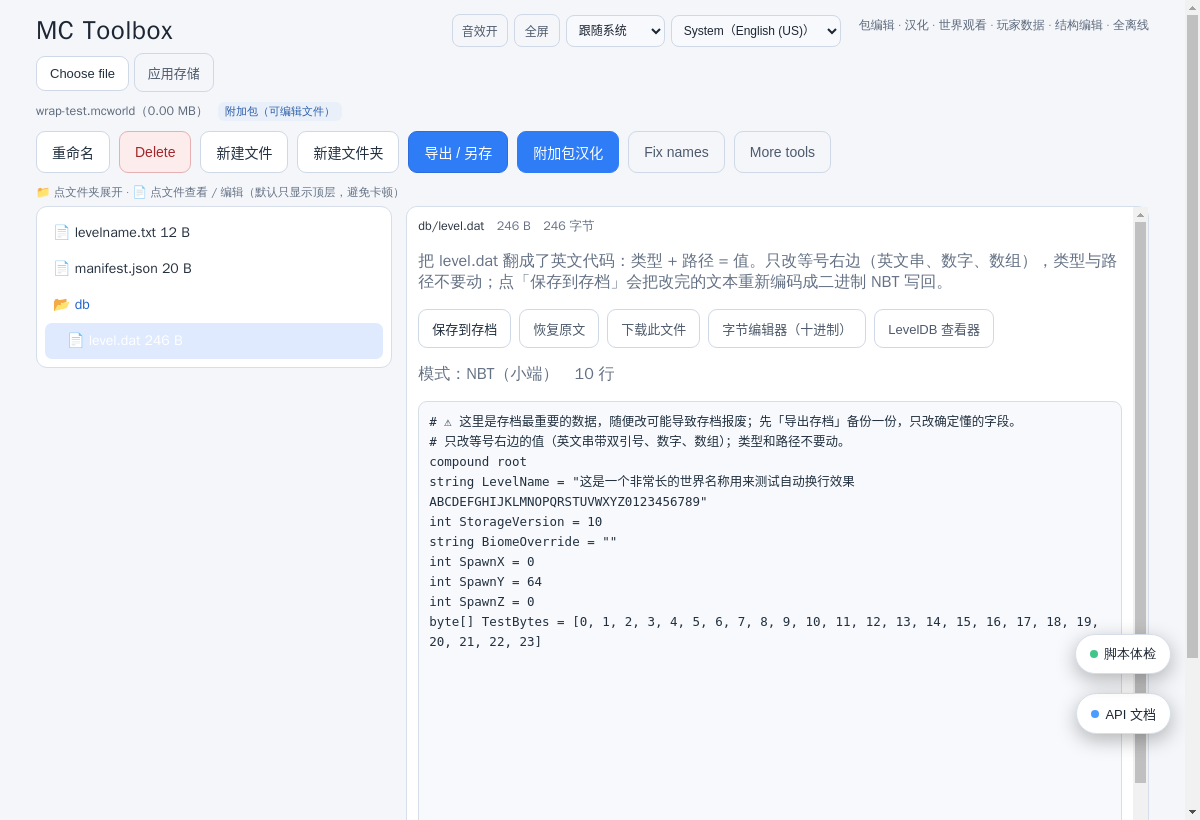 MC Toolbox
音效开
全屏
跟随系统
System（English (US)）
包编辑 · 汉化 · 世界观看 · 玩家数据 · 结构编辑 · 全离线
Choose file
应用存储
wrap-test.mcworld（0.00 MB）
附加包（可编辑文件）
重命名
Delete
新建文件
新建文件夹
导出 / 另存
附加包汉化
Fix names
More tools
📁 点文件夹展开 · 📄 点文件查看 / 编辑（默认只显示顶层，避免卡顿）
levelname.txt 12 B
manifest.json 20 B
db
level.dat 246 B
db/level.dat 246 B 246 字节
把 level.dat 翻成了英文代码：类型 + 路径 = 值。只改等号右边（英文串、数字、数组），类型与路
径不要动；点「保存到存档」会把改完的文本重新编码成二进制 NBT 写回。
保存到存档
恢复原文
下载此文件
字节编辑器（十进制）
LevelDB 查看器
模式：NBT（小端） 10 行
# ⚠ 这里是存档最重要的数据，随便改可能导致存档报废；先「导出存档」备份一份，只改确定懂的字段。
# 只改等号右边的值（英文串带双引号、数字、数组）；类型和路径不要动。
compound root
string LevelName = "这是一个非常长的世界名称用来测试自动换行效果
ABCDEFGHIJKLMNOPQRSTUVWXYZ0123456789"
int StorageVersion = 10
string BiomeOverride = ""
int SpawnX = 0
int SpawnY = 64
int SpawnZ = 0
byte[] TestBytes = [0, 1, 2, 3, 4, 5, 6, 7, 8, 9, 10, 11, 12, 13, 14, 15, 16, 17, 18, 19,
20, 21, 22, 23]
脚本体检
API 文档